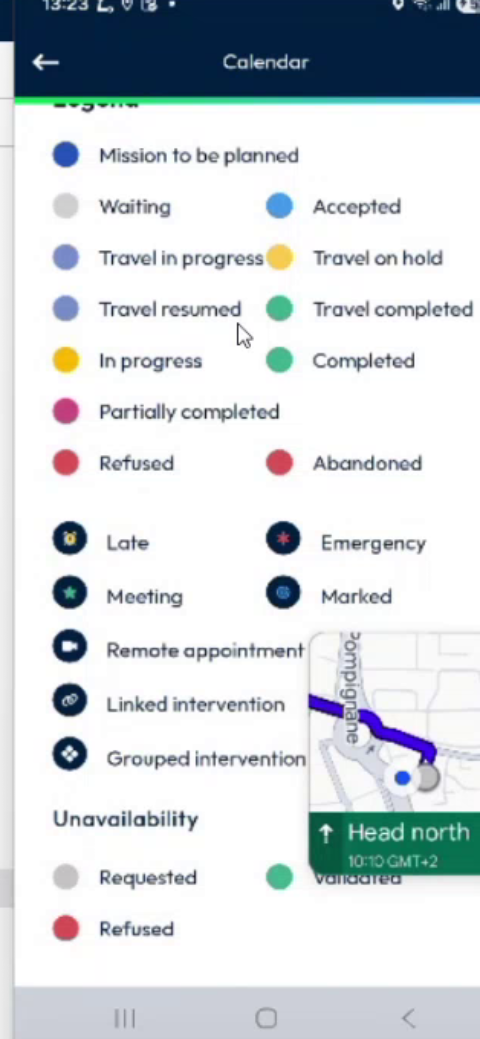 13:23
Calendar
Legend
Mission to be planned
Waiting
Accepted
Travel in progress
Travel on hold
Travel resumed
Travel completed
In progress
Completed
Partially completed
Refused
Abandoned
Late
Emergency
Meeting
Marked
Remote appointment
Linked intervention
Grouped intervention
ompignane
Head north
10:10 GMT+2
Unavailability
Requested
Validated
Refused